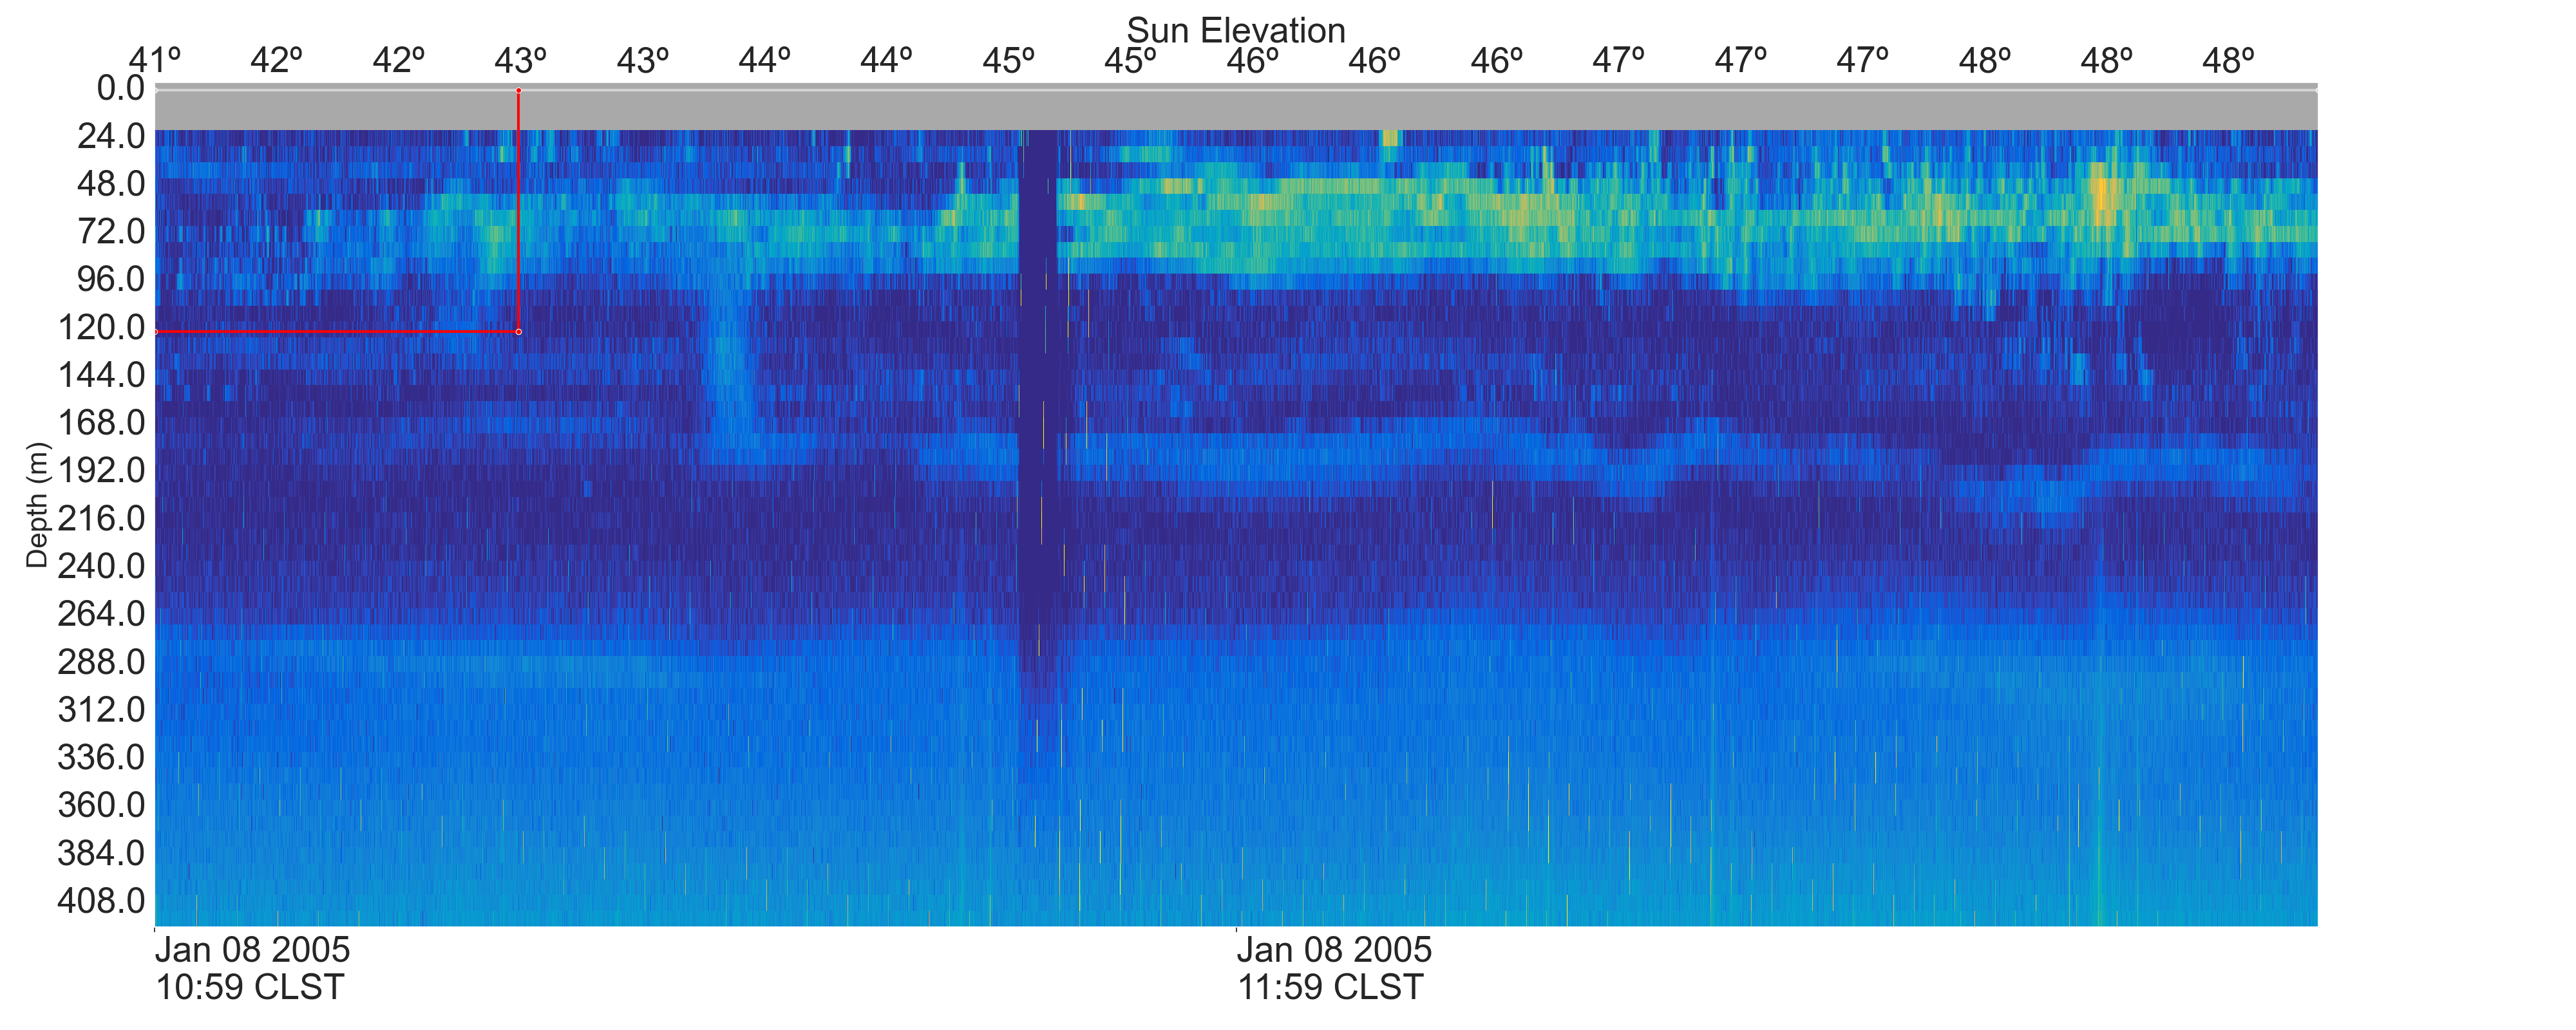 Sun Elevation
41º 42º 42º 43º 43º 44º 44º 45º 45º 46º 46º 46º 47º 47º 47º 48º 48º 48º
0.0
24.0
48.0
72.0
96.0
120.0
144.0
168.0
192.0
216.0
240.0
264.0
288.0
312.0
336.0
360.0
384.0
408.0
Depth (m)
Jan 08 2005
10:59 CLST
Jan 08 2005
11:59 CLST